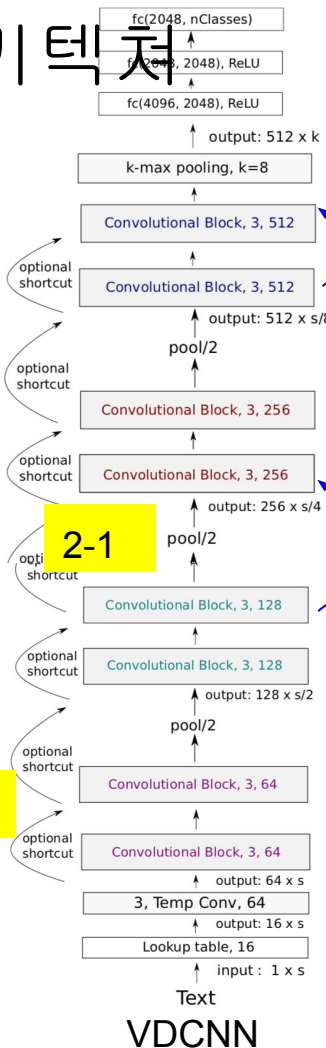 이텍쳐
fc(2048, nClasses)
fc(2048, 2048), ReLU
fc(4096, 2048), ReLU
output: 512 x k
k-max pooling, k=8
Convolutional Block, 3, 512
optional
shortcut
Convolutional Block, 3, 512
output: 512 x s/8
pool/2
optional
shortcut
Convolutional Block, 3, 256
optional
shortcut
Convolutional Block, 3, 256
output: 256 x s/4
2-1
pool/2
shortcut
Convolutional Block, 3, 128
optional
shortcut
Convolutional Block, 3, 128
output: 128 x s/2
pool/2
optional
shortcut
Convolutional Block, 3, 64
optional
shortcut
Convolutional Block, 3, 64
output: 64 x s
3, Temp Conv, 64
output: 16 x s
Lookup table, 16
input : 1 x s
Text
VDCNN